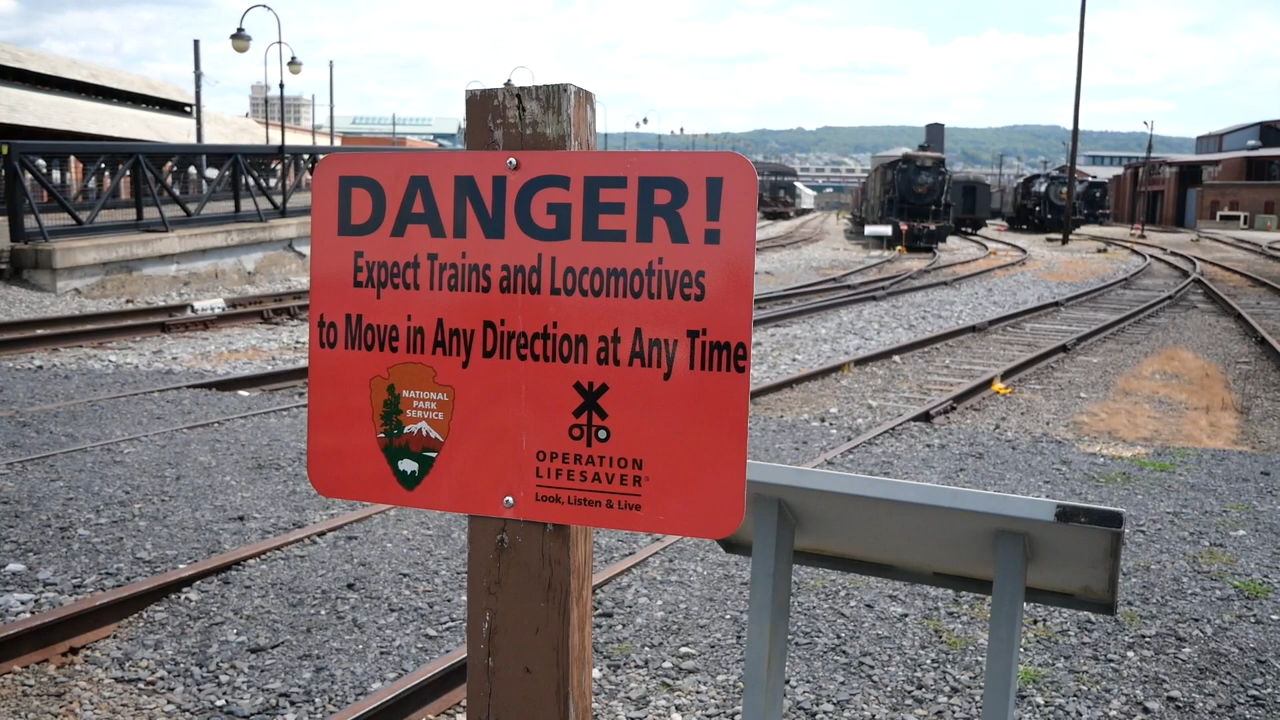 DANGER!
Expect Trains and Locomotives
to Move in Any Direction at Any Time
NATIONAL
PARK
SERVICE
OPERATION
LIFESAVER®
Look, Listen & Live